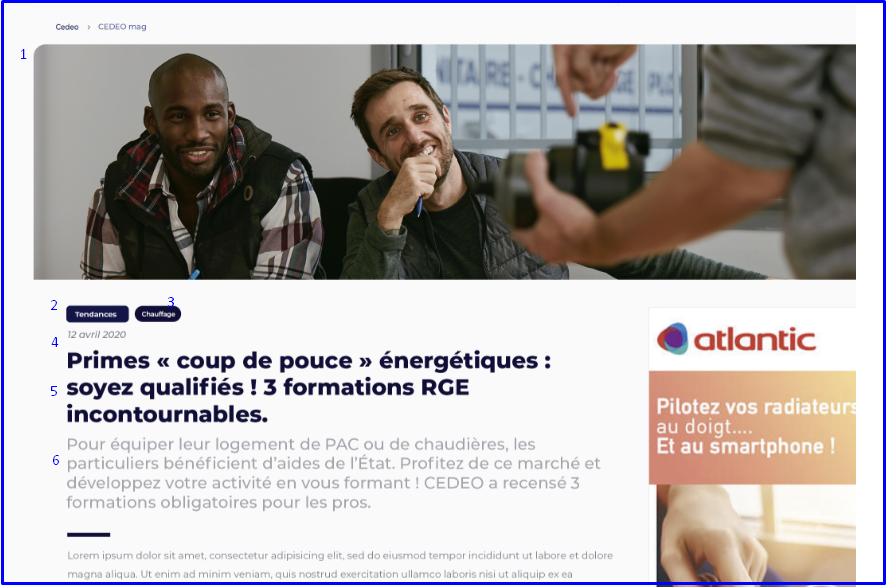 Cedeo › CEDEO mag
1
2
Tendances
3
Chauffage
4
12 avril 2020
5
Primes « coup de pouce » énergétiques :
soyez qualifiés ! 3 formations RGE
incontournables.
6
Pour équiper leur logement de PAC ou de chaudières, les
particuliers bénéficient d'aides de l'État. Profitez de ce marché et
développez votre activité en vous formant ! CEDEO a recensé 3
formations obligatoires pour les pros.
Lorem ipsum dolor sit amet, consectetur adipisicing elit, sed do eiusmod tempor incididunt ut labore et dolore
magna aliqua. Ut enim ad minim veniam, quis nostrud exercitation ullamco laboris nisi ut aliquip ex ea
atlantic
Pilotez vos radiateurs
au doigt....
Et au smartphone !